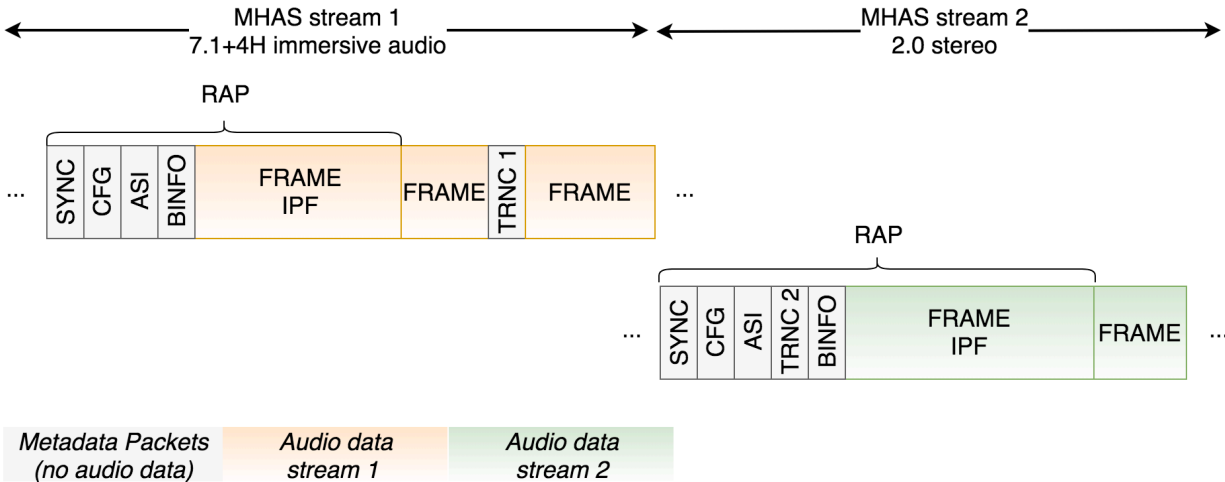 MHAS stream 1
7.1+4H immersive audio
MHAS stream 2
2.0 stereo
RAP
...
SYNC
CFG
ASI
BINFO
FRAME
IPF
FRAME
TRNC 1
FRAME
...
RAP
...
SYNC
CFG
ASI
TRNC 2
BINFO
FRAME
IPF
FRAME
...
Metadata Packets
(no audio data)
Audio data
stream 1
Audio data
stream 2